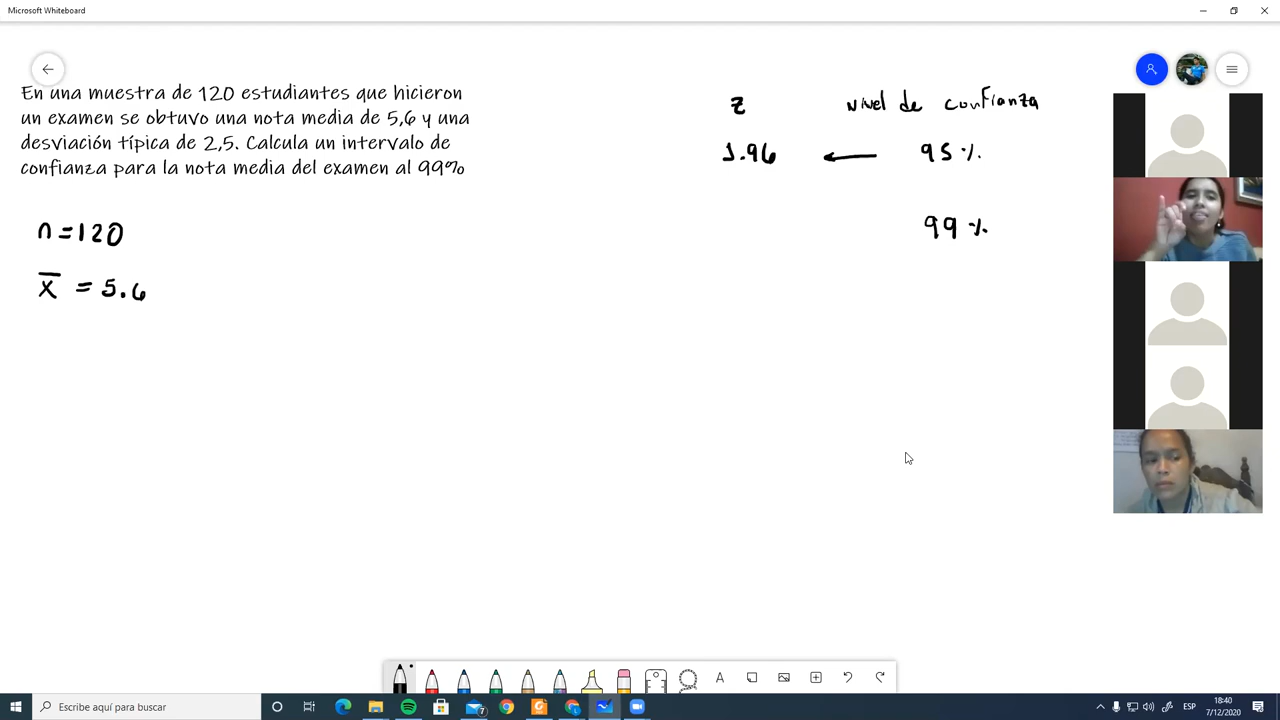 Microsoft Whiteboard
En una muestra de 120 estudiantes que hicieron
un examen se obtuvo una nota media de 5,6 y una
desviación típica de 2,5. Calcula un intervalo de
confianza para la nota media del examen al 99%
n=120
x̄ = 5.6
z nivel de confianza
1.96 ← 95 %
99 %
Escribe aquí para buscar
7
ESP
18:40
7/12/2020